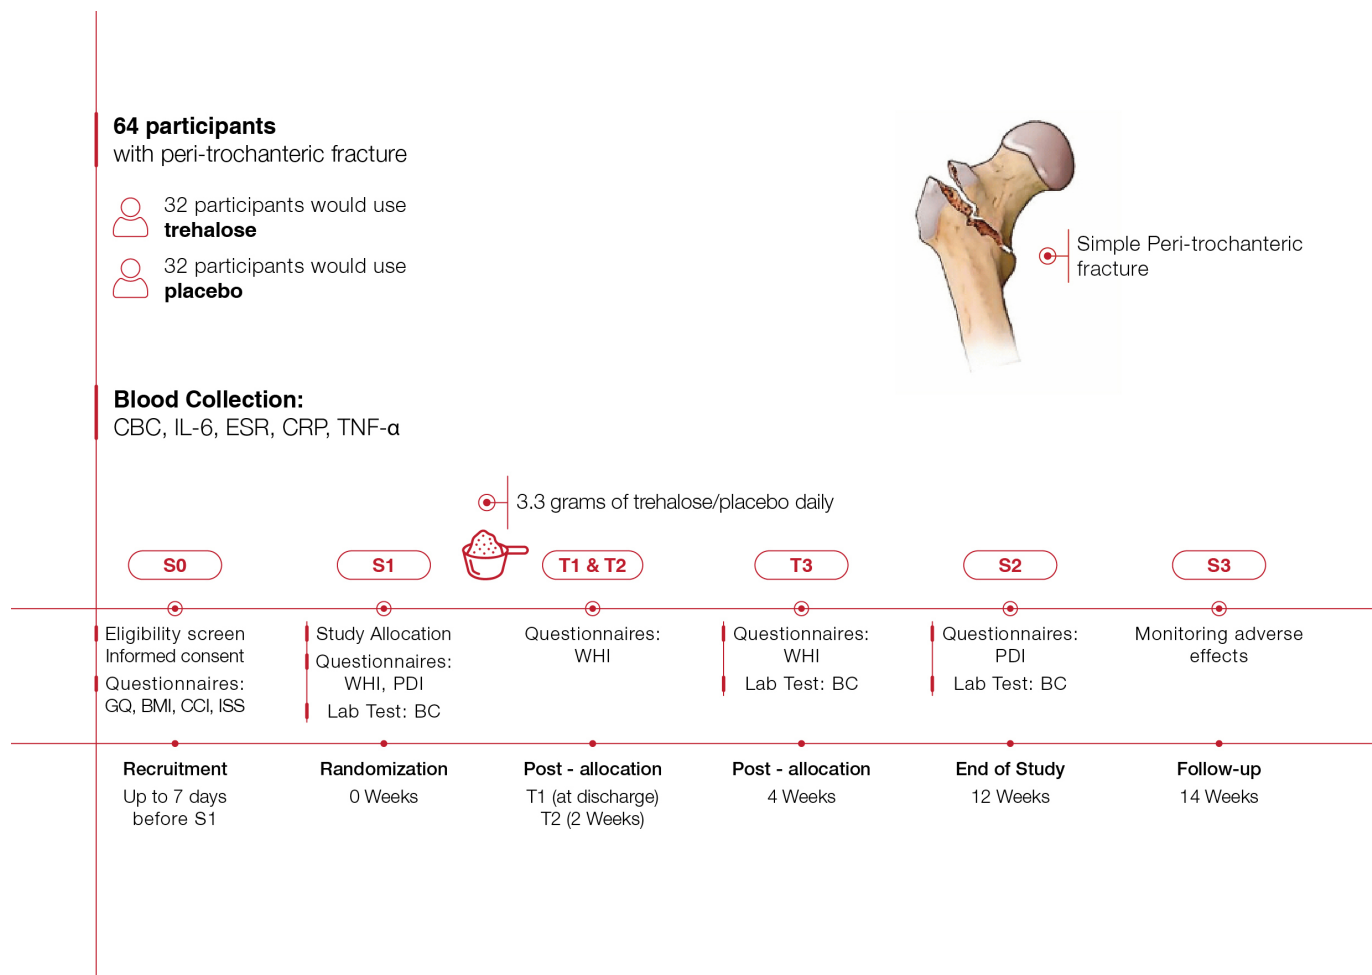 64 participants
with peri-trochanteric fracture
32 participants would use
trehalose
32 participants would use
placebo
Simple Peri-trochanteric
fracture
Blood Collection:
CBC, IL-6, ESR, CRP, TNF-α
3.3 grams of trehalose/placebo daily
S0
S1
T1 & T2
T3
S2
S3
Eligibility screen
Informed consent
Questionnaires:
GQ, BMI, CCI, ISS
Study Allocation
Questionnaires:
WHI, PDI
Lab Test: BC
Questionnaires:
WHI
Questionnaires:
WHI
Lab Test: BC
Questionnaires:
PDI
Lab Test: BC
Monitoring adverse
effects
Recruitment
Up to 7 days
before S1
Randomization
0 Weeks
Post - allocation
T1 (at discharge)
T2 (2 Weeks)
Post - allocation
4 Weeks
End of Study
12 Weeks
Follow-up
14 Weeks